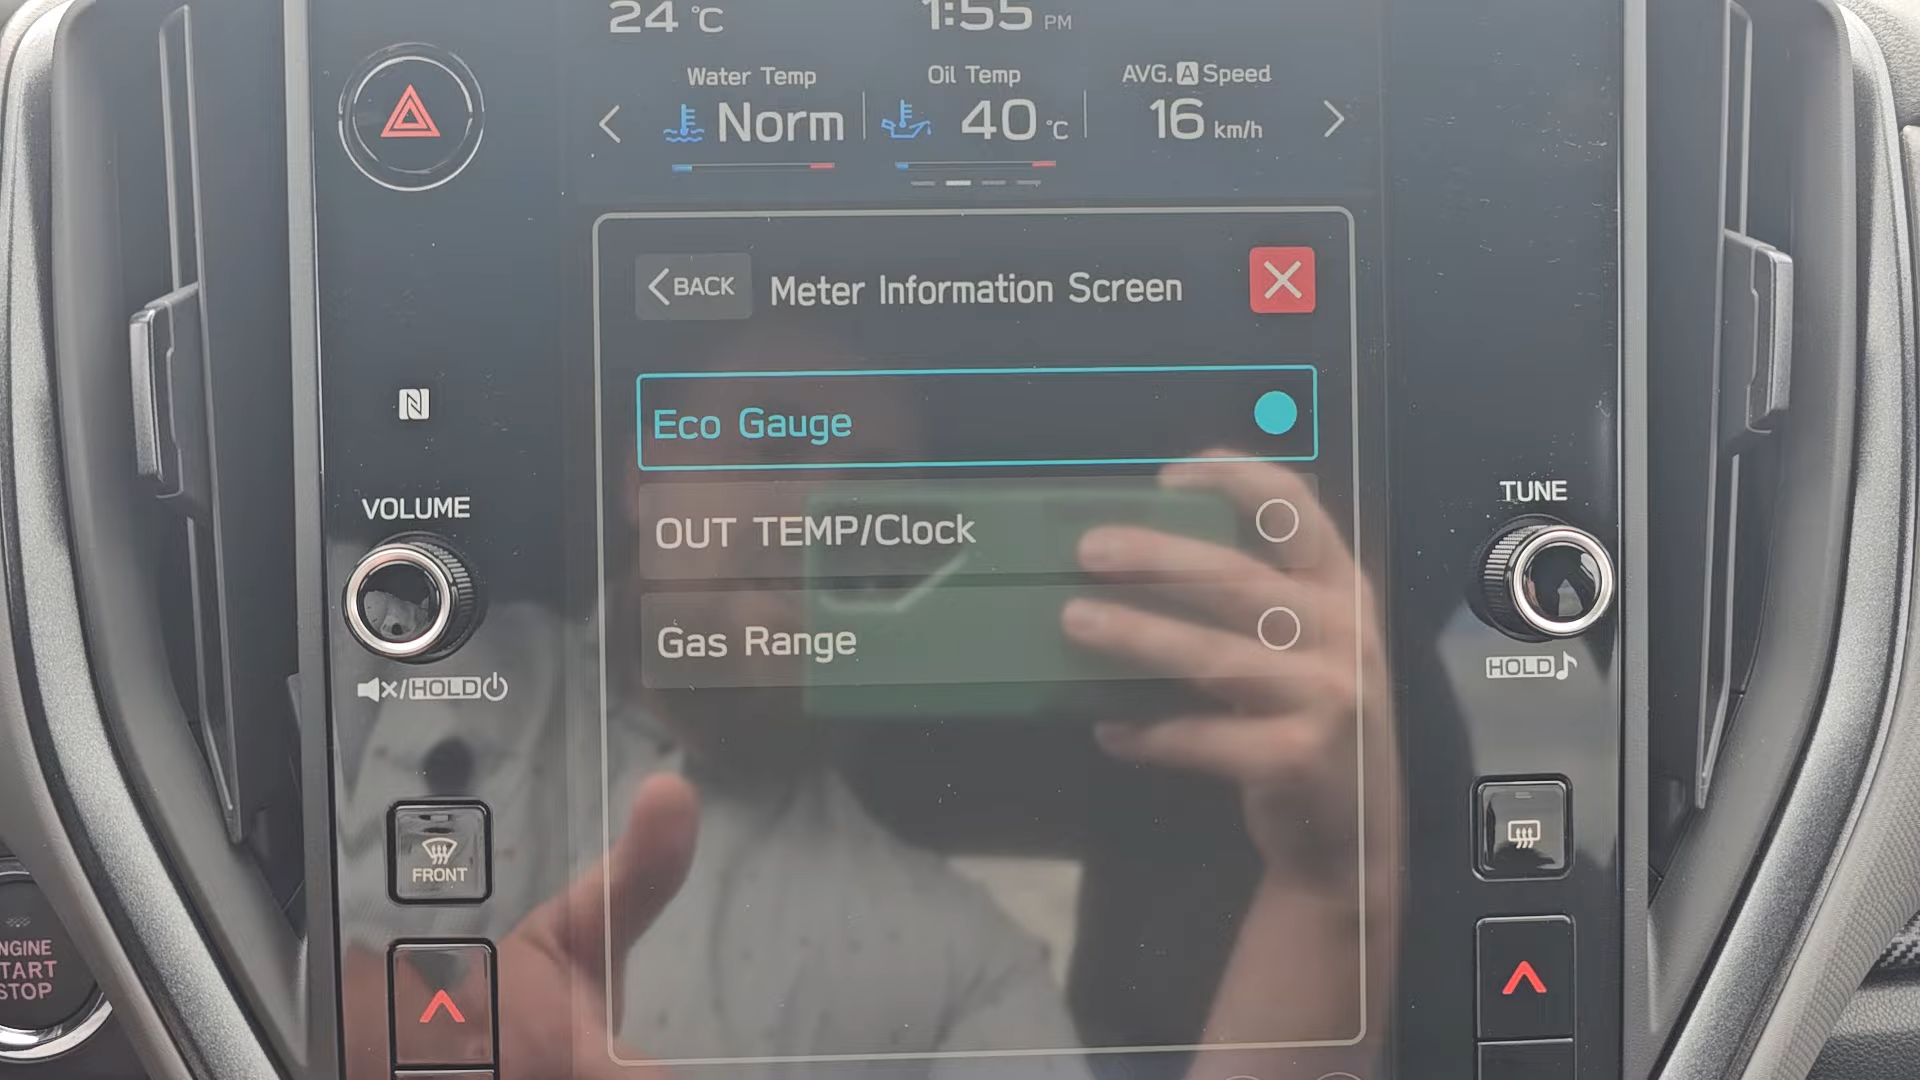 24 °C
1:55 PM
Water Temp
Norm
Oil Temp
40 °C
AVG. A Speed
16 km/h
BACK
Meter Information Screen
Eco Gauge
OUT TEMP/Clock
Gas Range
VOLUME
/HOLD
TUNE
HOLD
FRONT
NGINE
TART
STOP